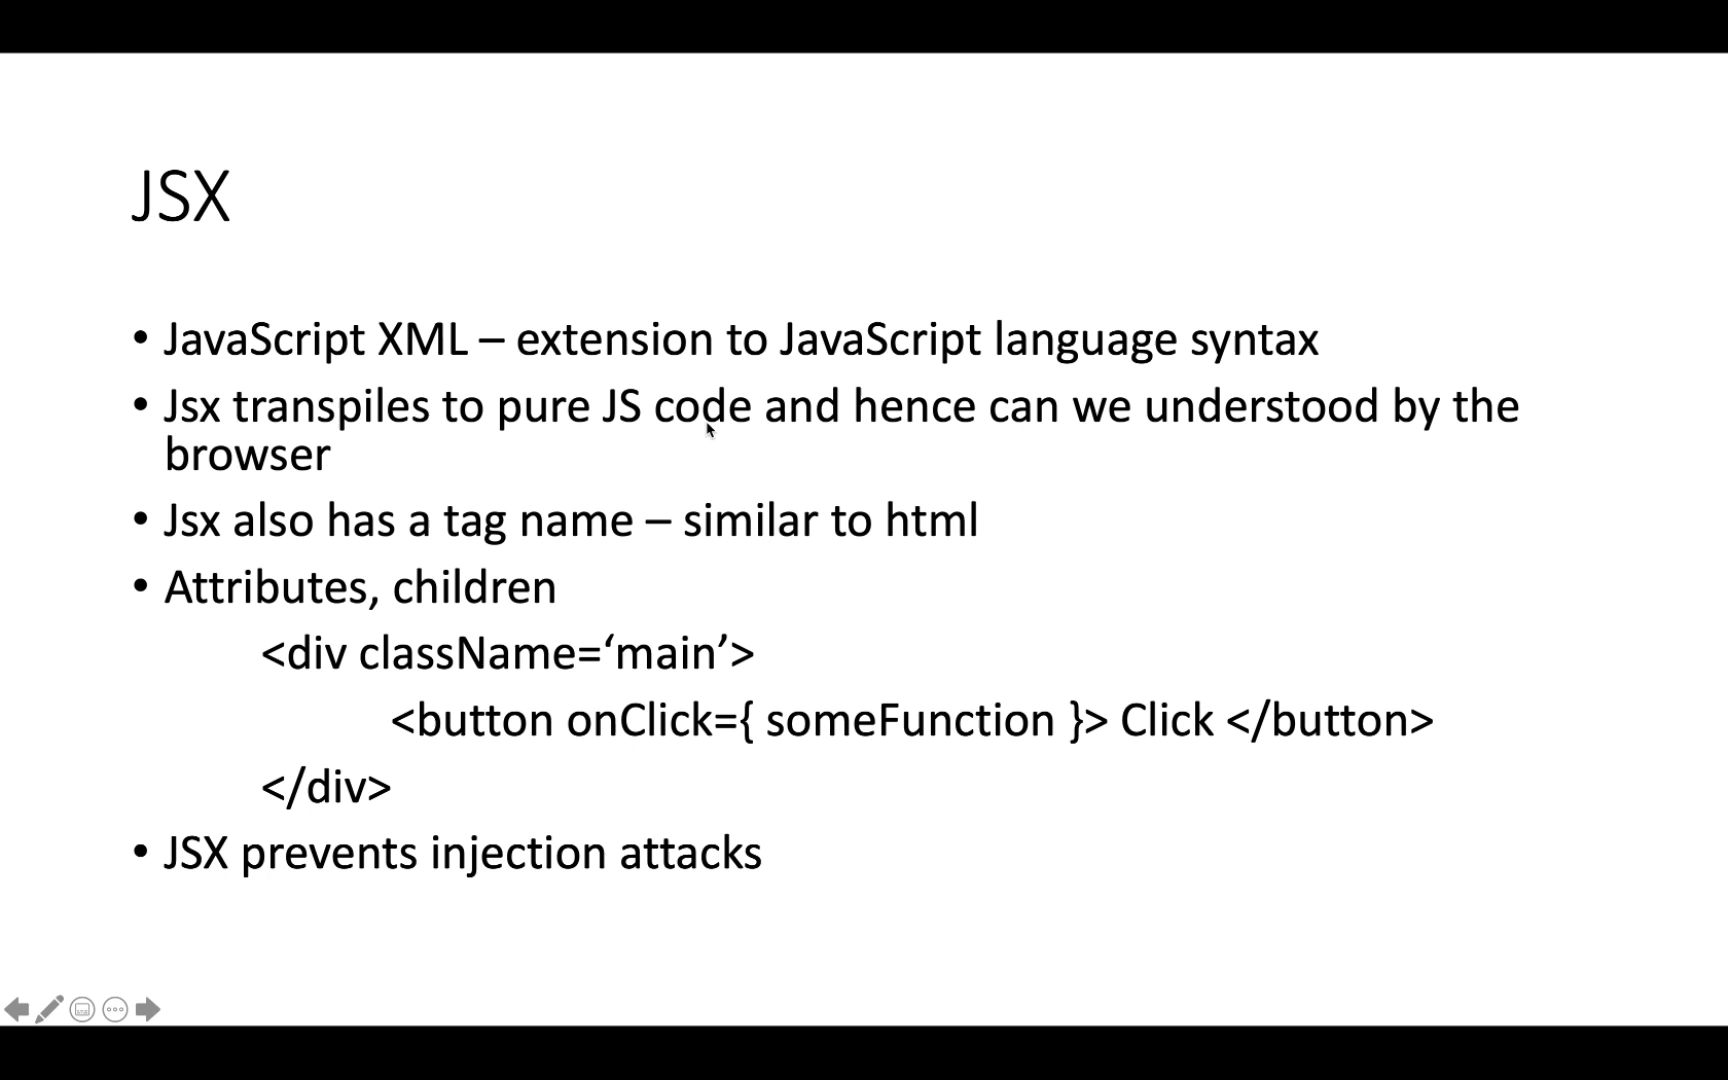 JSX
• JavaScript XML – extension to JavaScript language syntax
• Jsx transpiles to pure JS code and hence can we understood by the
browser
• Jsx also has a tag name – similar to html
• Attributes, children
<div className=‘main’>
<button onClick={ someFunction }> Click </button>
</div>
• JSX prevents injection attacks